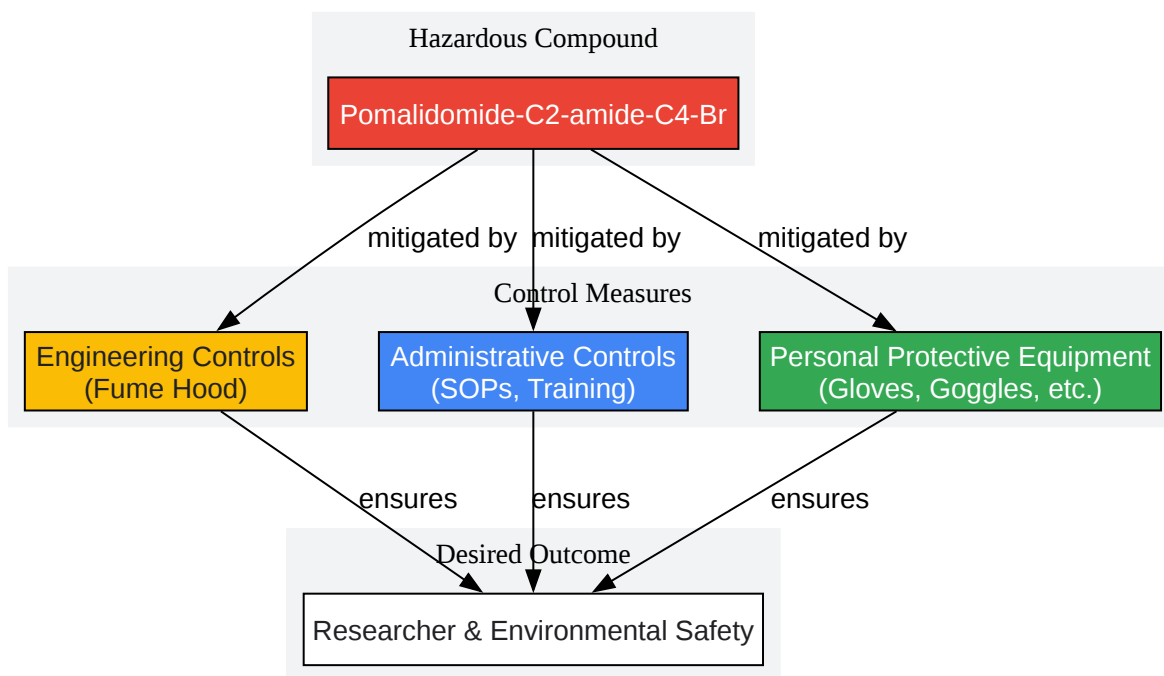 Hazardous Compound
Pomalidomide-C2-amide-C4-Br
mitigated by
mitigated by
mitigated by
Control Measures
Engineering Controls
(Fume Hood)
Administrative Controls
(SOPs, Training)
Personal Protective Equipment
(Gloves, Goggles, etc.)
ensures
ensures
ensures
Desired Outcome
Researcher & Environmental Safety